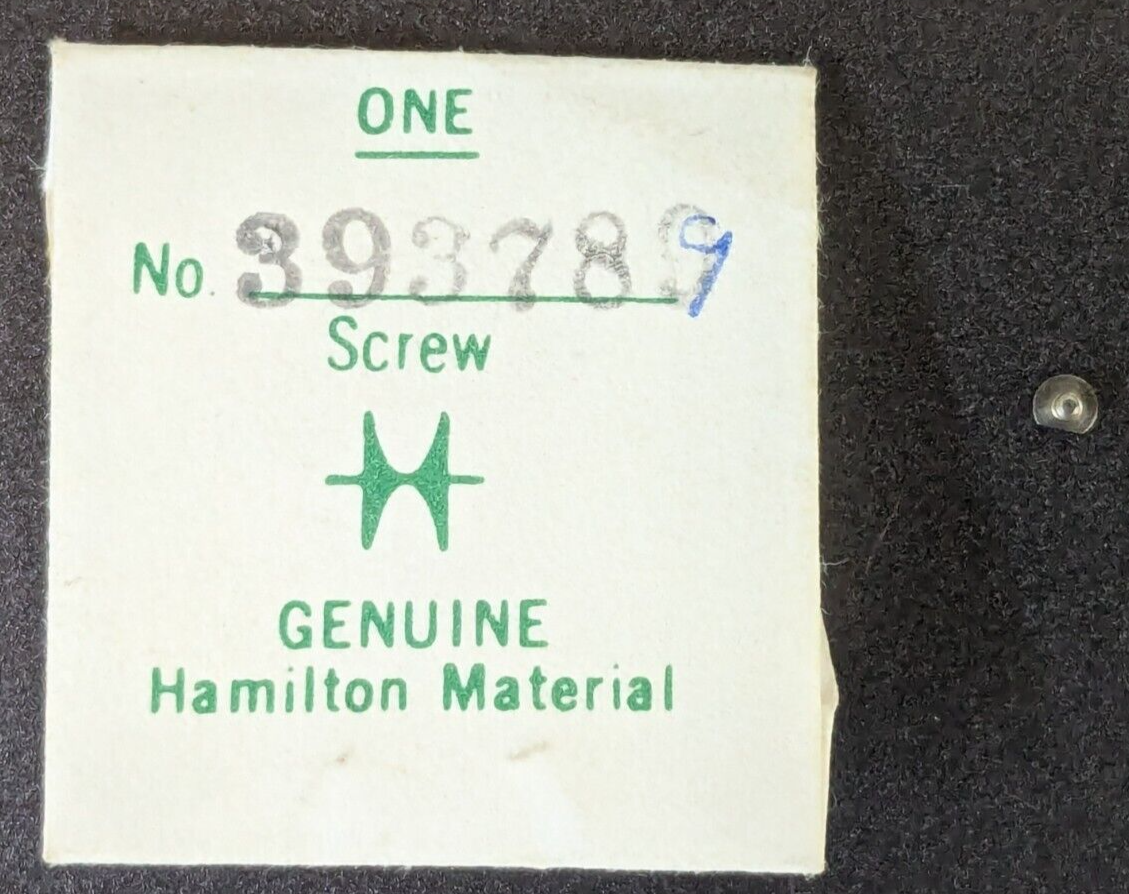 ONE
No. 393789
Screw
GENUINE
Hamilton Material